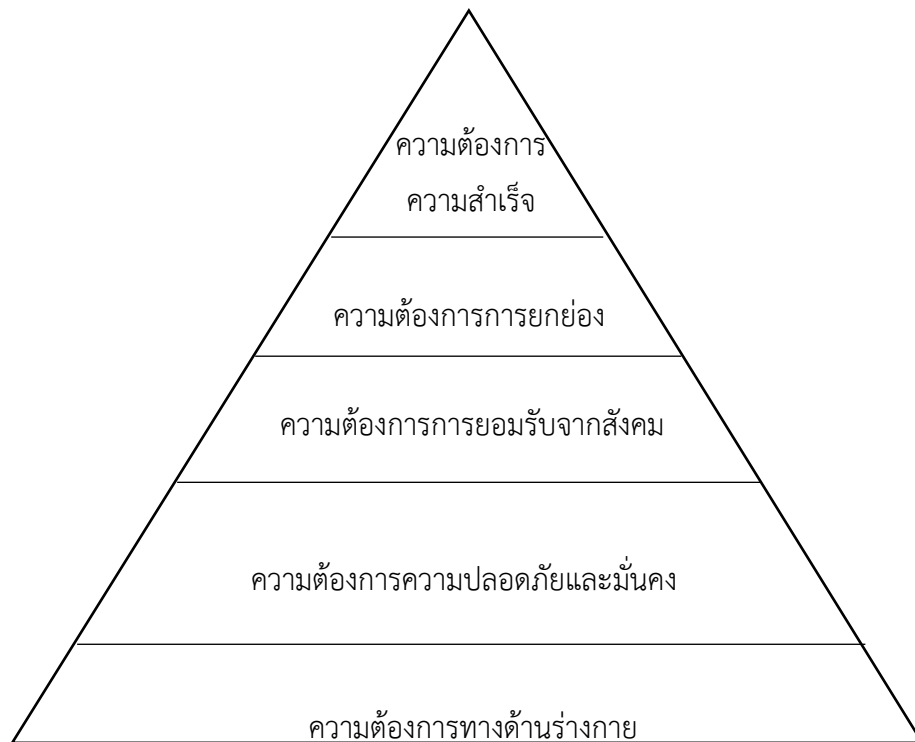 ความต้องการ
ความสำเร็จ
ความต้องการการยกย่อง
ความต้องการการยอมรับจากสังคม
ความต้องการความปลอดภัยและมั่นคง
ความต้องการทางด้านร่างกาย